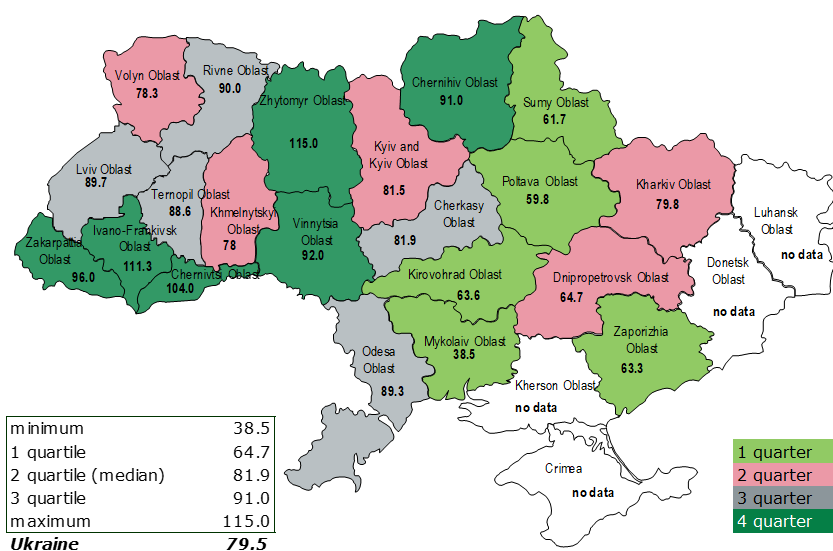 Volyn Oblast
78.3
Rivne Oblast
90.0
Zhytomyr Oblast
115.0
Chernihiv Oblast
91.0
Sumy Oblast
61.7
Kyiv and
Kyiv Oblast
81.5
Lviv Oblast
89.7
Ternopil Oblast
88.6
Khmelnytskyi
Oblast
78
Poltava Oblast
59.8
Kharkiv Oblast
79.8
Luhansk
Oblast
no data
Cherkasy
Oblast
81.9
Zakarpattia
Oblast
96.0
Ivano-Frankivsk
Oblast
111.3
Chernivtsi Oblast
104.0
Vinnytsia
Oblast
92.0
Donetsk
Oblast
no data
Kirovohrad Oblast
63.6
Dnipropetrovsk Oblast
64.7
Odesa
Oblast
89.3
Mykolaiv Oblast
38.5
Zaporizhia
Oblast
63.3
Kherson Oblast
no data
Crimea
no data
minimum 38.5
1 quartile 64.7
2 quartile (median) 81.9
3 quartile 91.0
maximum 115.0
Ukraine 79.5
1 quarter
2 quarter
3 quarter
4 quarter